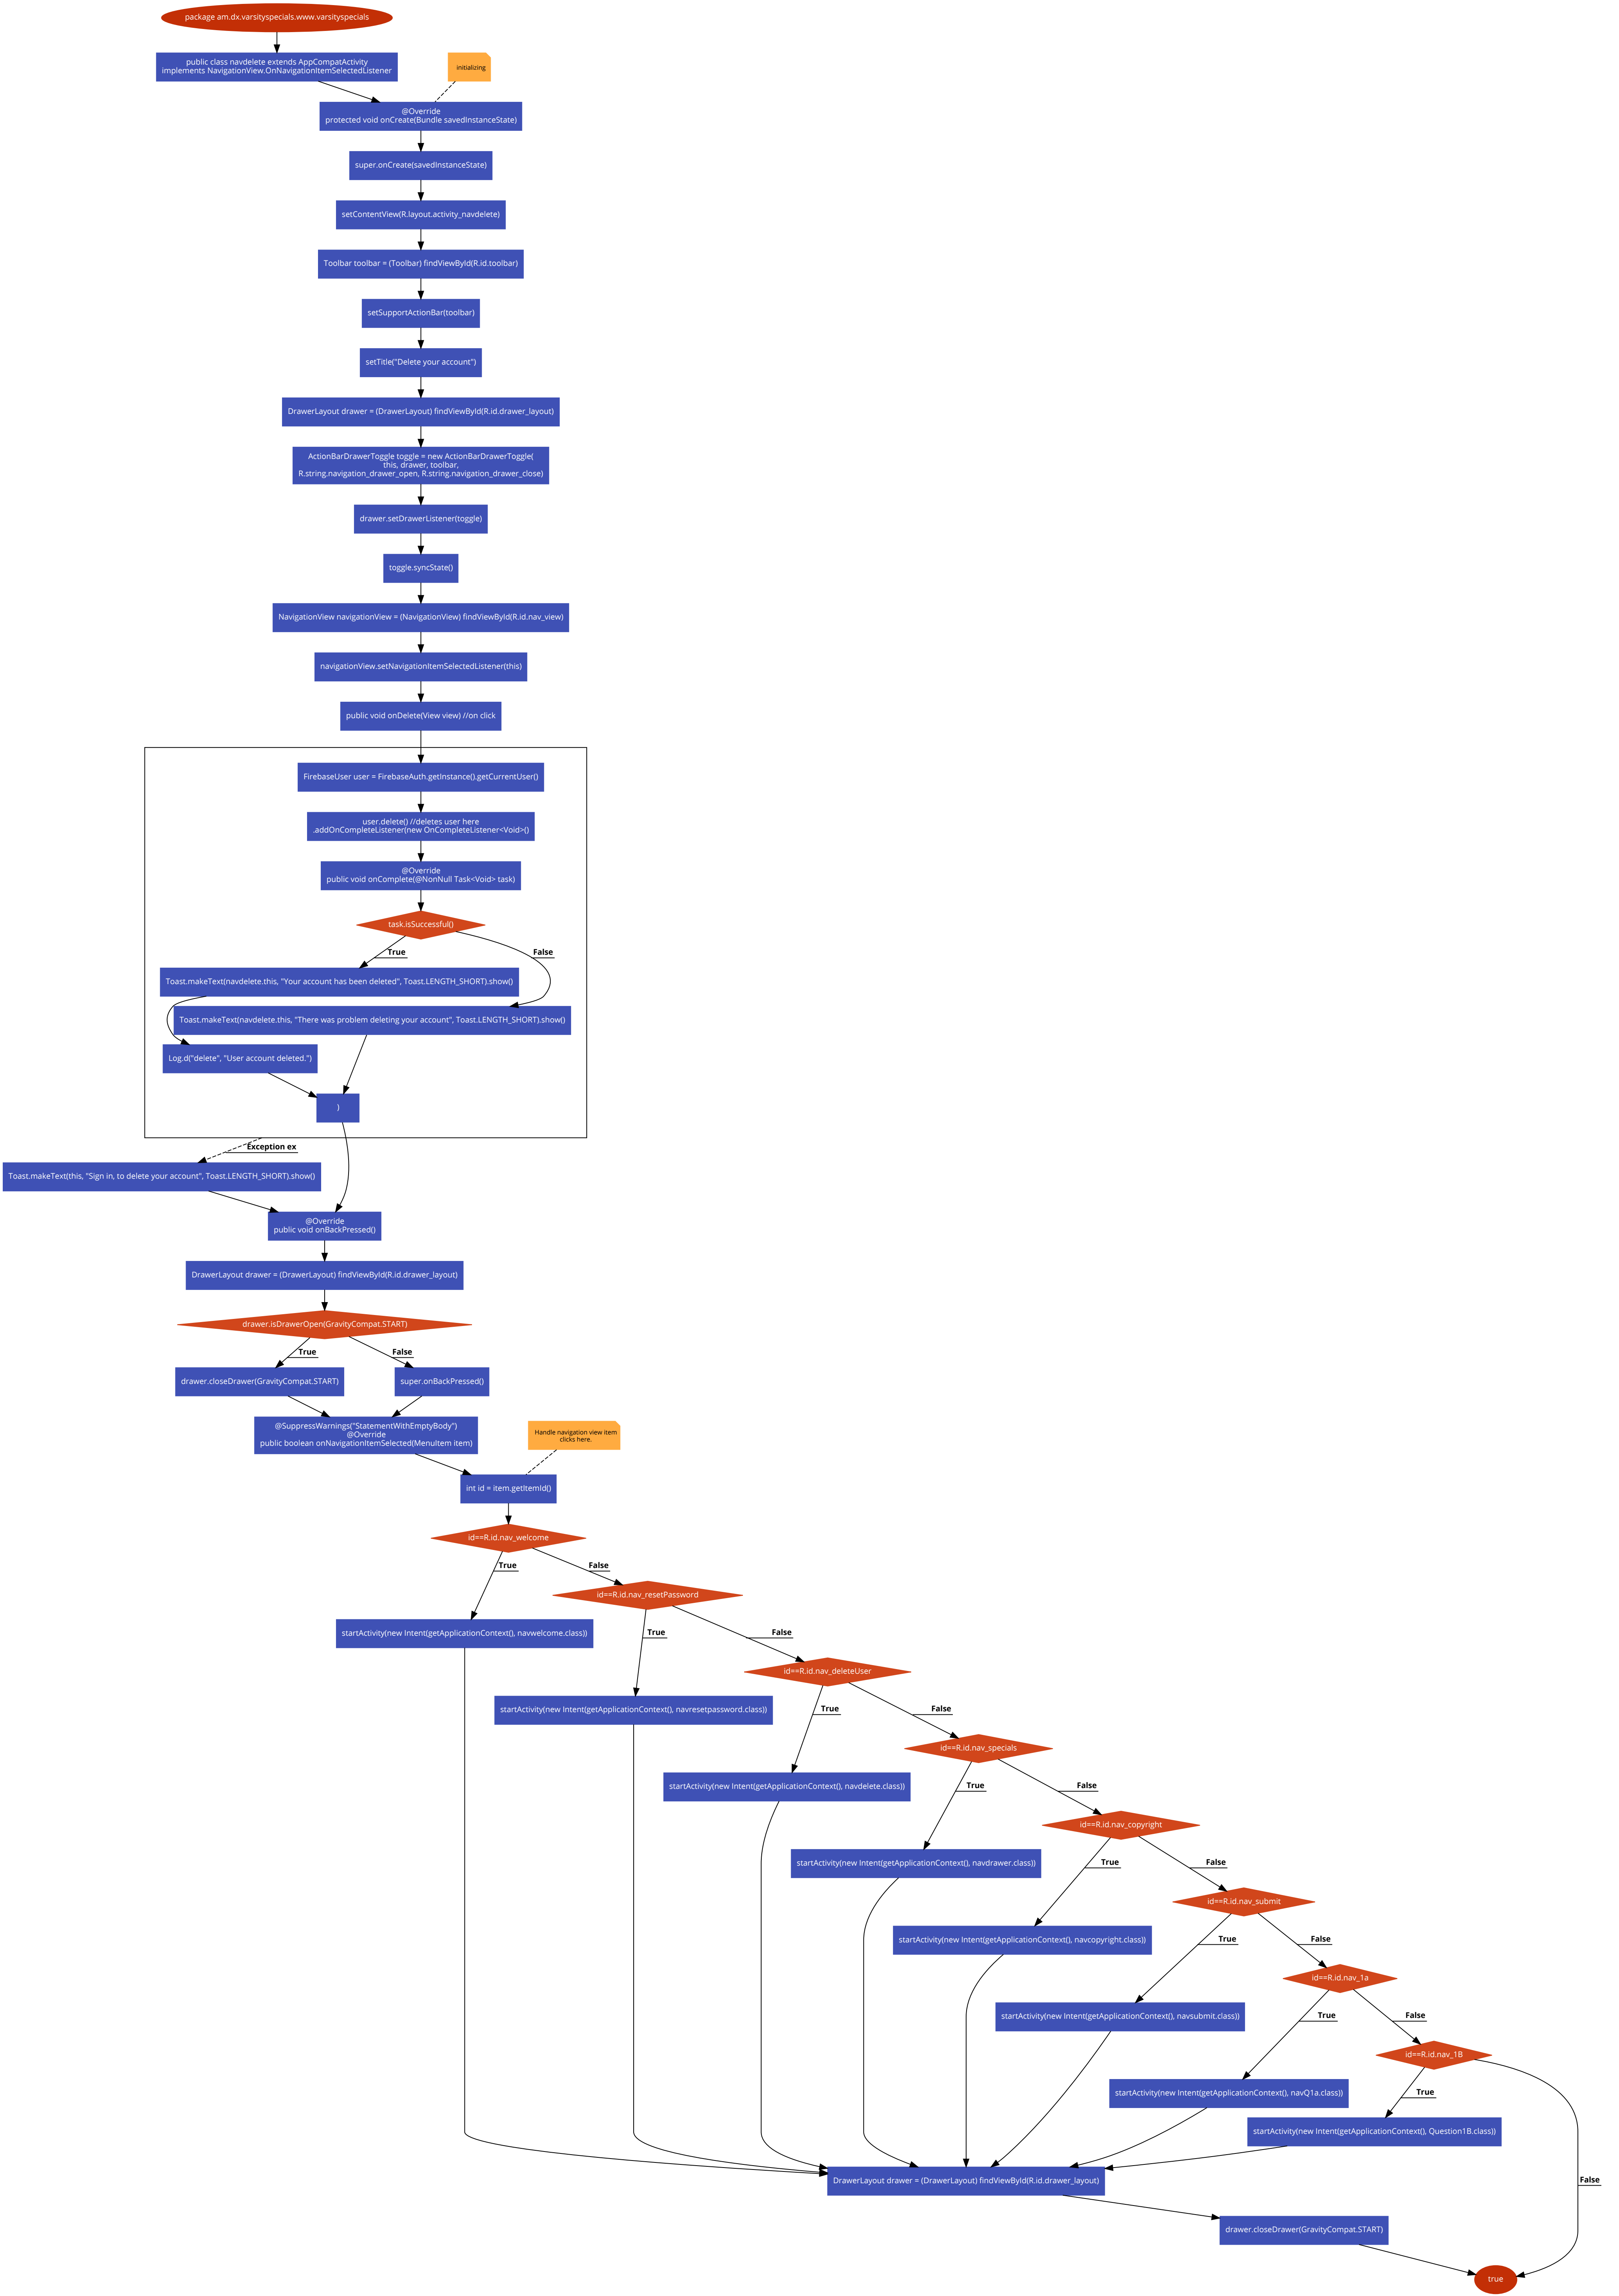 package am.dx.varsityspecials.www.varsityspecials
public class navdelete extends AppCompatActivity
implements NavigationView.OnNavigationItemSelectedListener
initializing
@Override
protected void onCreate(Bundle savedInstanceState)
super.onCreate(savedInstanceState)
setContentView(R.layout.activity_navdelete)
Toolbar toolbar = (Toolbar) findViewById(R.id.toolbar)
setSupportActionBar(toolbar)
setTitle("Delete your account")
DrawerLayout drawer = (DrawerLayout) findViewById(R.id.drawer_layout)
ActionBarDrawerToggle toggle = new ActionBarDrawerToggle(
this, drawer, toolbar,
R.string.navigation_drawer_open, R.string.navigation_drawer_close)
drawer.setDrawerListener(toggle)
toggle.syncState()
NavigationView navigationView = (NavigationView) findViewById(R.id.nav_view)
navigationView.setNavigationItemSelectedListener(this)
public void onDelete(View view) //on click
FirebaseUser user = FirebaseAuth.getInstance().getCurrentUser()
user.delete() //deletes user here
.addOnCompleteListener(new OnCompleteListener<Void>()
@Override
public void onComplete(@NonNull Task<Void> task)
task.isSuccessful()
True
False
Toast.makeText(navdelete.this, "Your account has been deleted", Toast.LENGTH_SHORT).show()
Toast.makeText(navdelete.this, "There was problem deleting your account", Toast.LENGTH_SHORT).show()
Log.d("delete", "User account deleted.")
)
Exception ex
Toast.makeText(this, "Sign in, to delete your account", Toast.LENGTH_SHORT).show()
@Override
public void onBackPressed()
DrawerLayout drawer = (DrawerLayout) findViewById(R.id.drawer_layout)
drawer.isDrawerOpen(GravityCompat.START)
True
False
drawer.closeDrawer(GravityCompat.START)
super.onBackPressed()
@SuppressWarnings("StatementWithEmptyBody")
@Override
public boolean onNavigationItemSelected(MenuItem item)
Handle navigation view item
clicks here.
int id = item.getItemId()
id==R.id.nav_welcome
True
False
id==R.id.nav_resetPassword
startActivity(new Intent(getApplicationContext(), navwelcome.class))
True
False
id==R.id.nav_deleteUser
startActivity(new Intent(getApplicationContext(), navresetpassword.class))
True
False
id==R.id.nav_specials
startActivity(new Intent(getApplicationContext(), navdelete.class))
True
False
id==R.id.nav_copyright
startActivity(new Intent(getApplicationContext(), navdrawer.class))
True
False
id==R.id.nav_submit
startActivity(new Intent(getApplicationContext(), navcopyright.class))
True
False
id==R.id.nav_1a
startActivity(new Intent(getApplicationContext(), navsubmit.class))
True
False
id==R.id.nav_1B
startActivity(new Intent(getApplicationContext(), navQ1a.class))
True
startActivity(new Intent(getApplicationContext(), Question1B.class))
DrawerLayout drawer = (DrawerLayout) findViewById(R.id.drawer_layout)
False
drawer.closeDrawer(GravityCompat.START)
true